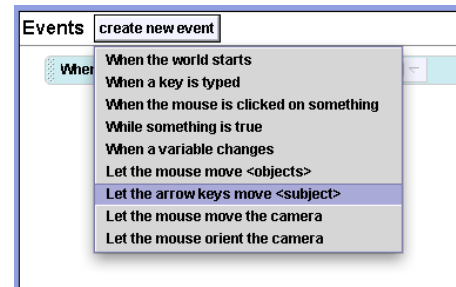 Events create new event
When
When the world starts
When a key is typed
When the mouse is clicked on something
While something is true
When a variable changes
Let the mouse move <objects>
Let the arrow keys move <subject>
Let the mouse move the camera
Let the mouse orient the camera